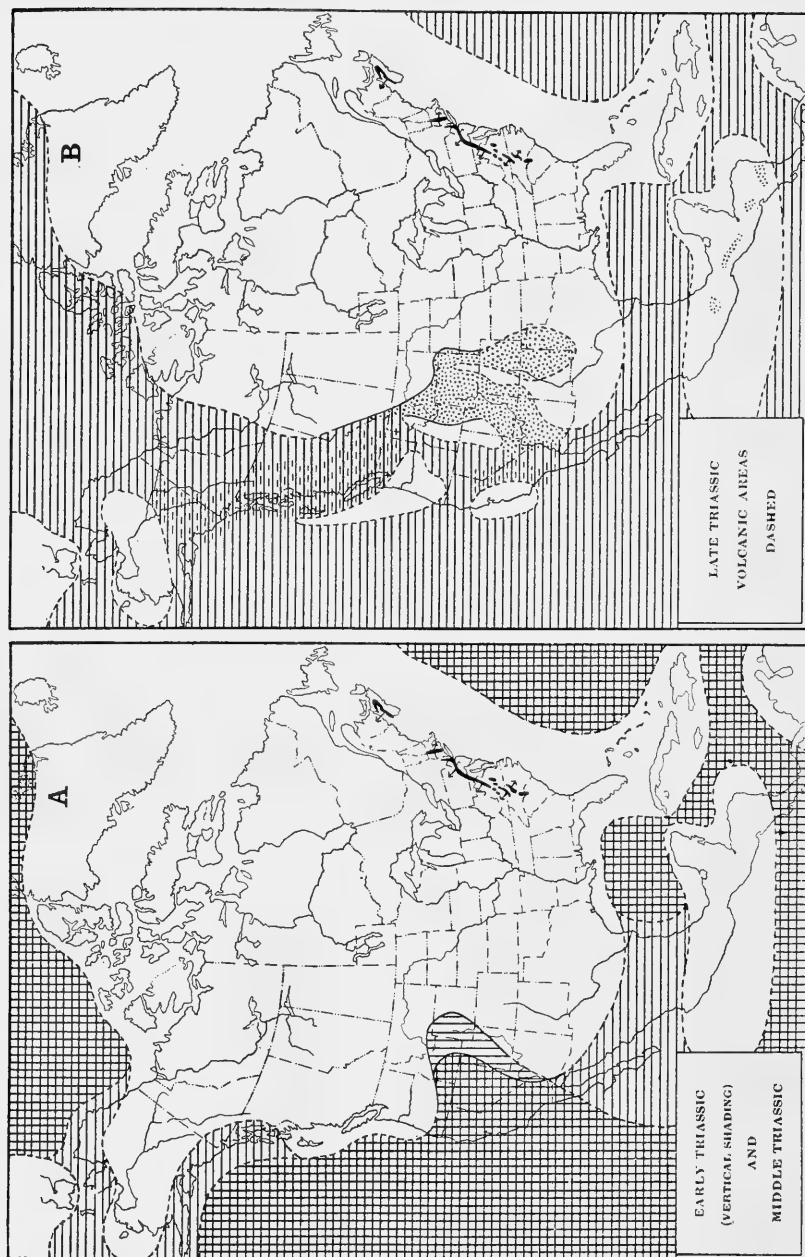 A
EARLY TRIASSIC
(VERTICAL SHADING)
AND
MIDDLE TRIASSIC
B
LATE TRIASSIC
VOLCANIC AREAS
DASHED